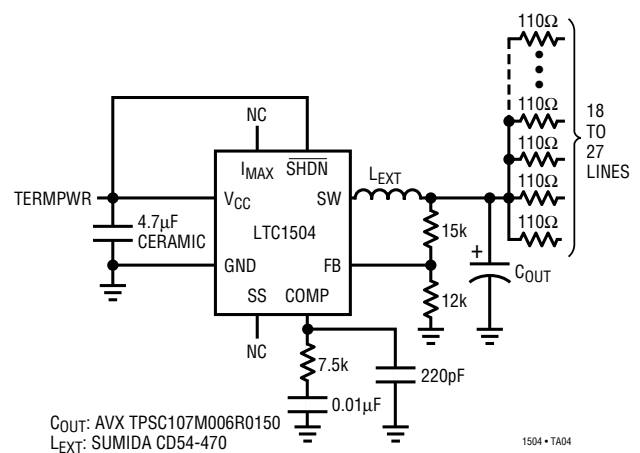 110Ω
110Ω
110Ω
110Ω
110Ω
18
TO
27
LINES
NC
IMAX
SHDN
LEXT
TERMPWR
VCC
SW
4.7µF
CERAMIC
LTC1504
15k
+
COUT
GND
FB
SS
COMP
12k
NC
7.5k
220pF
0.01µF
COUT: AVX TPSC107M006R0150
LEXT: SUMIDA CD54-470
1504 • TA04